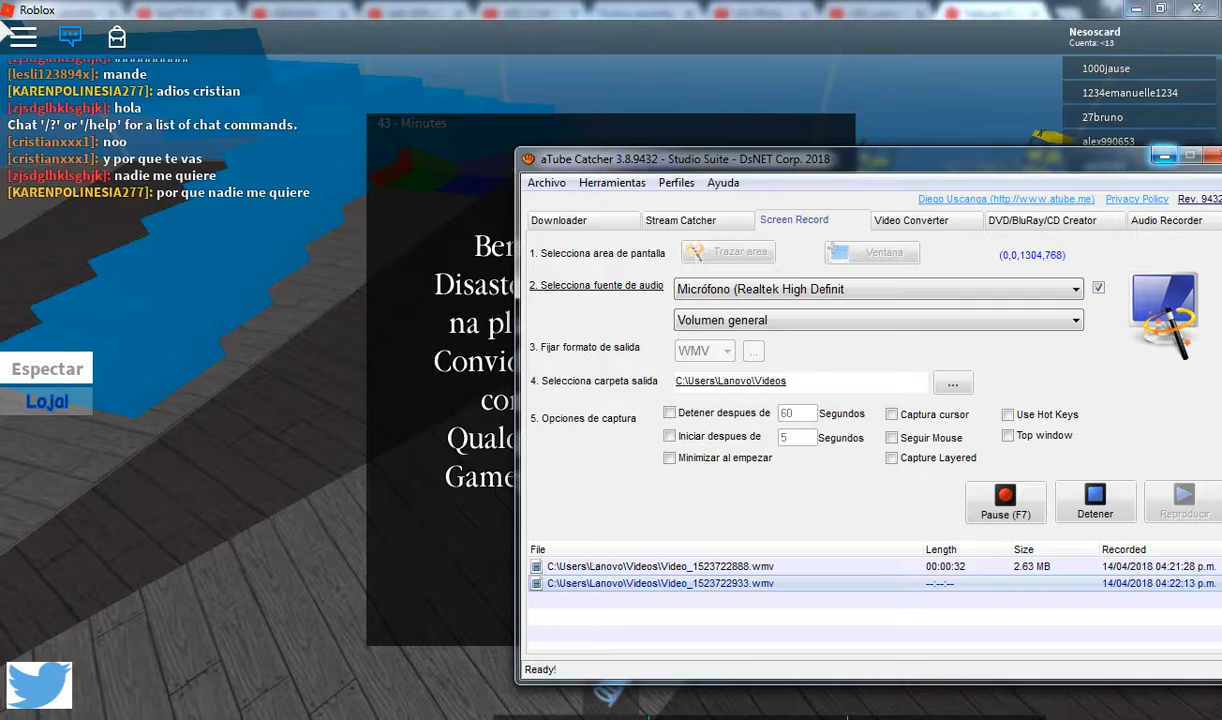 Roblox
Nesoscard
Cuenta: <13
1000jause
1234emanuelle1234
27bruno
alex990653
[lesli123894x]: mande
[KARENPOLINESIA277]: adios cristian
[zjsdglhklsghjk]: hola
Chat '/?' or '/help' for a list of chat commands.
[cristianxxx1]: noo
[cristianxxx1]: y por que te vas
[zjsdglhklsghjk]: nadie me quiere
[KARENPOLINESIA277]: por que nadie me quiere
Espectar
Loja!
43 - Minutes
Ber
Disast
na pl
Convi
co
Qualo
Game
aTube Catcher 3.8.9432 - Studio Suite - DsNET Corp. 2018
Archivo Herramientas Perfiles Ayuda
Diego Uscanga (http://www.atube.me) Privacy Policy Rev. 9432
Downloader Stream Catcher Screen Record Video Converter DVD/BluRay/CD Creator Audio Recorder
1. Selecciona area de pantalla Trazar area Ventana (0,0,1304,768)
2. Selecciona fuente de audio Micrófono (Realtek High Definit
Volumen general
3. Fijar formato de salida WMV ...
4. Selecciona carpeta salida C:\Users\Lanovo\Videos ...
5. Opciones de captura Detener despues de 60 Segundos Captura cursor Use Hot Keys
Iniciar despues de 5 Segundos Seguir Mouse Top window
Minimizar al empezar Capture Layered
Pause (F7) Detener Reproducir
File Length Size Recorded
C:\Users\Lanovo\Videos\Video_1523722888.wmv 00:00:32 2.63 MB 14/04/2018 04:21:28 p.m.
C:\Users\Lanovo\Videos\Video_1523722933.wmv --:--:-- 14/04/2018 04:22:13 p.m.
Ready!